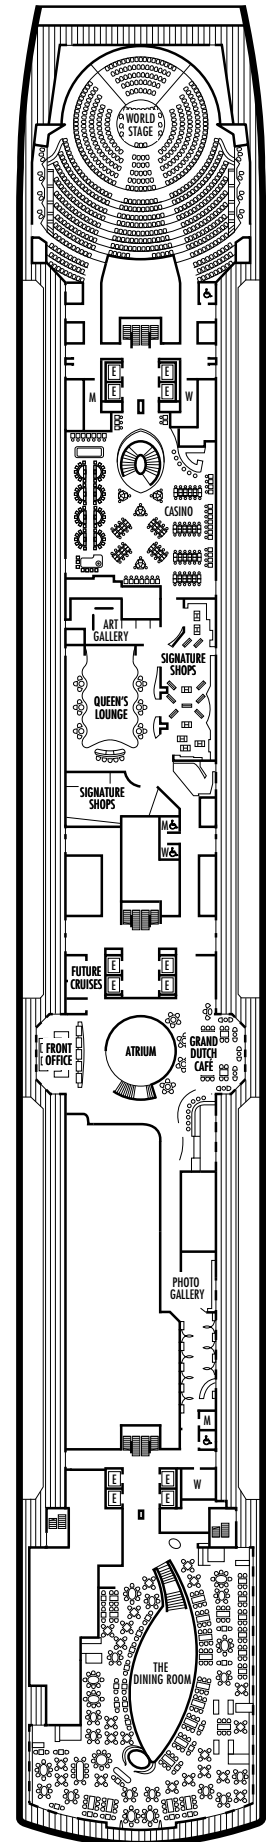 WORLD
STAGE
E
E
E
E
M
W
CASINO
ART
GALLERY
SIGNATURE
SHOPS
QUEEN'S
LOUNGE
SIGNATURE
SHOPS
M
W
E
E
E
E
FUTURE
CRUISES
FRONT
OFFICE
ATRIUM
GRAND
DUTCH
CAFÉ
PHOTO
GALLERY
M
E
E
E
E
W
THE
DINING ROOM